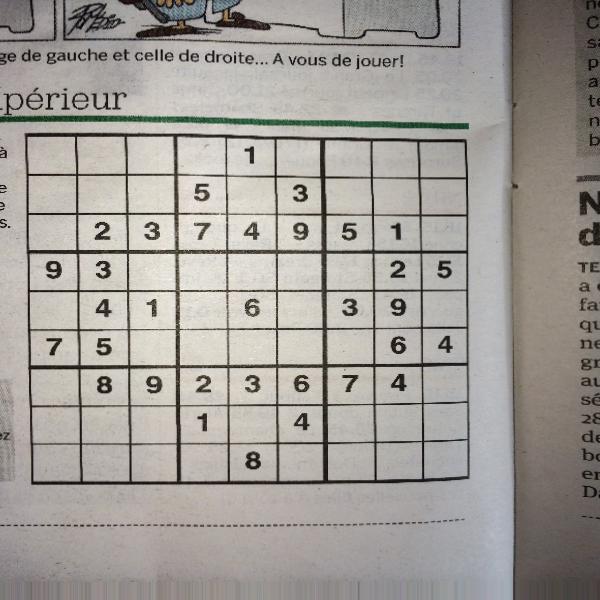 ge de gauche et celle de droite... A vous de jouer!
périeur
à
e
e
s.
1
5 3
2 3 7 4 9 5 1
9 3 2 5
4 1 6 3 9
7 5 6 4
8 9 2 3 6 7 4
1 4
8
ez
N
d
TE
a
fa
qu
ne
gr
au
sé
28
de
bo
en
Da